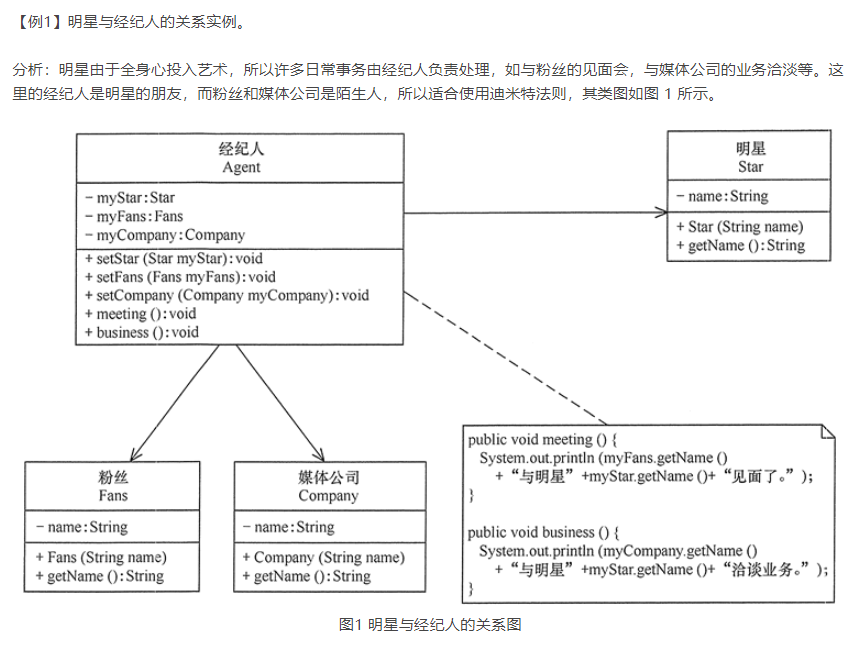 【例1】明星与经纪人的关系实例。
分析：明星由于全身心投入艺术，所以许多日常事务由经纪人负责处理，如与粉丝的见面会，与媒体公司的业务洽淡等。这
里的经纪人是明星的朋友，而粉丝和媒体公司是陌生人，所以适合使用迪米特法则，其类图如图 1 所示。
经纪人
Agent
- myStar:Star
- myFans:Fans
- myCompany:Company
+ setStar (Star myStar):void
+ setFans (Fans myFans):void
+ setCompany (Company myCompany):void
+ meeting ():void
+ business ():void
明星
Star
- name:String
+ Star (String name)
+ getName ():String
粉丝
Fans
- name:String
+ Fans (String name)
+ getName ():String
媒体公司
Company
- name:String
+ Company (String name)
+ getName ():String
public void meeting () {
System.out.println (myFans.getName ()
+ “与明星” +myStar.getName ()+ “见面了。” );
}
public void business () {
System.out.println (myCompany.getName ()
+ “与明星” +myStar.getName ()+ “洽谈业务。” );
}
图1 明星与经纪人的关系图